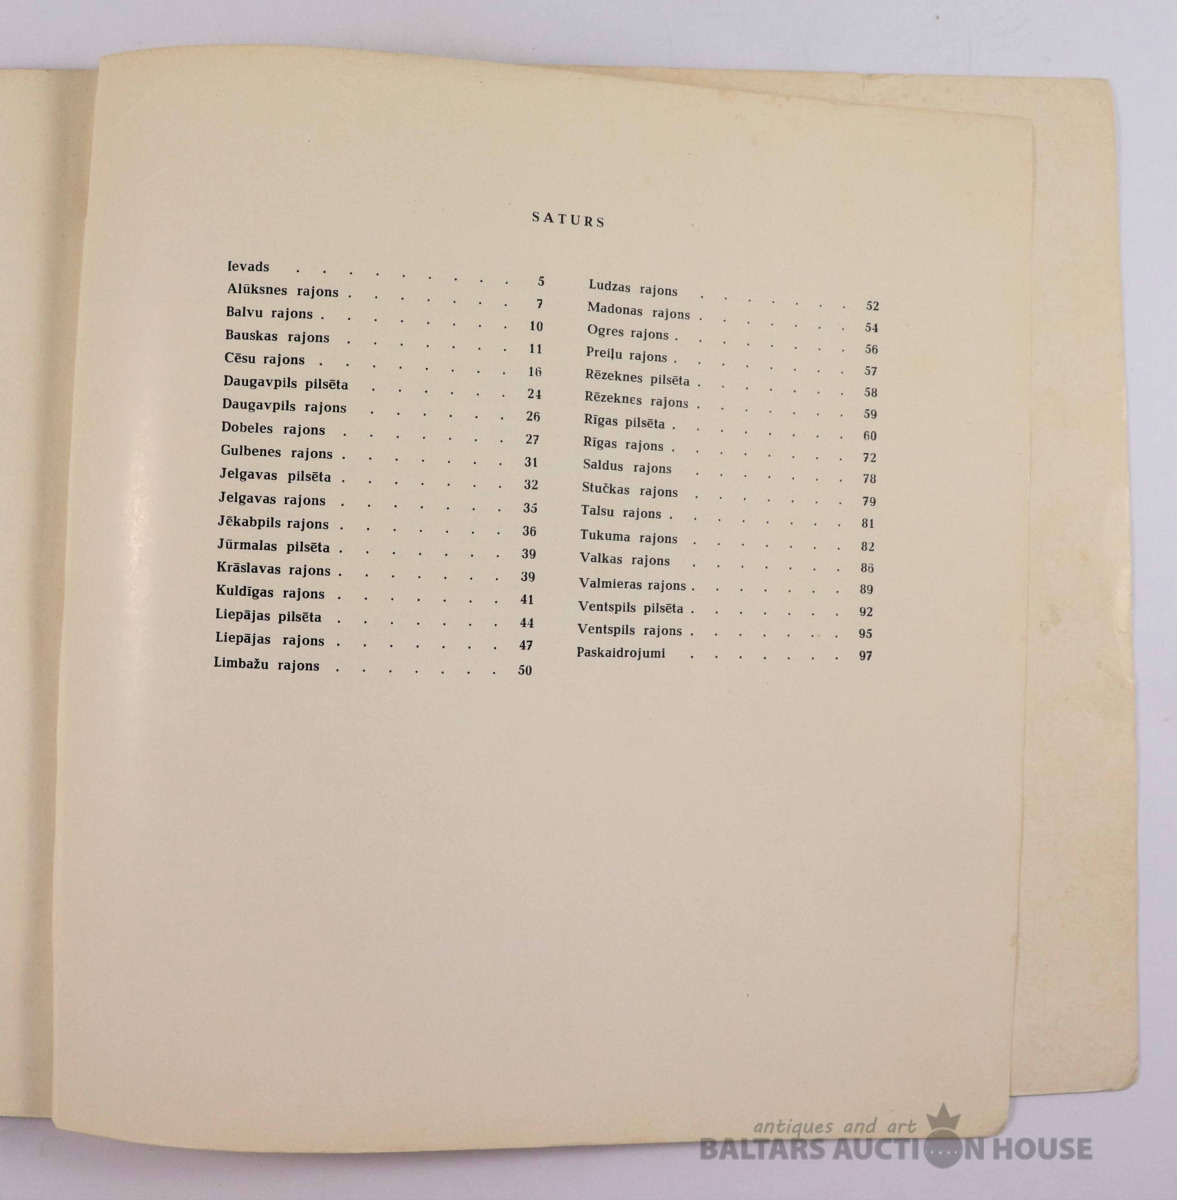 SATURS
Ievads . . . . . . . . . 5
Alūksnes rajons . . . . . . . 7
Balvu rajons . . . . . . . . 10
Bauskas rajons . . . . . . . 11
Cēsu rajons . . . . . . . . 16
Daugavpils pilsēta . . . . . . 24
Daugavpils rajons . . . . . . 26
Dobeles rajons . . . . . . . 27
Gulbenes rajons . . . . . . . 31
Jelgavas pilsēta . . . . . . . 32
Jelgavas rajons . . . . . . . 35
Jēkabpils rajons . . . . . . . 36
Jūrmalas pilsēta . . . . . . . 39
Krāslavas rajons . . . . . . . 39
Kuldīgas rajons . . . . . . . 41
Liepājas pilsēta . . . . . . . 44
Liepājas rajons . . . . . . . 47
Limbažu rajons . . . . . . . 50
Ludzas rajons . . . . . . . 52
Madonas rajons . . . . . . . 54
Ogres rajons . . . . . . . . 56
Preiļu rajons . . . . . . . . 57
Rēzeknes pilsēta . . . . . . . 58
Rēzeknes rajons . . . . . . . 59
Rīgas pilsēta . . . . . . . . 60
Rīgas rajons . . . . . . . . 72
Saldus rajons . . . . . . . 78
Stučkas rajons . . . . . . . 79
Talsu rajons . . . . . . . . 81
Tukuma rajons . . . . . . . 82
Valkas rajons . . . . . . . 86
Valmieras rajons . . . . . . . 89
Ventspils pilsēta . . . . . . . 92
Ventspils rajons . . . . . . . 95
Paskaidrojumi . . . . . . . 97
antiques and art
BALTARS AUCTION HOUSE